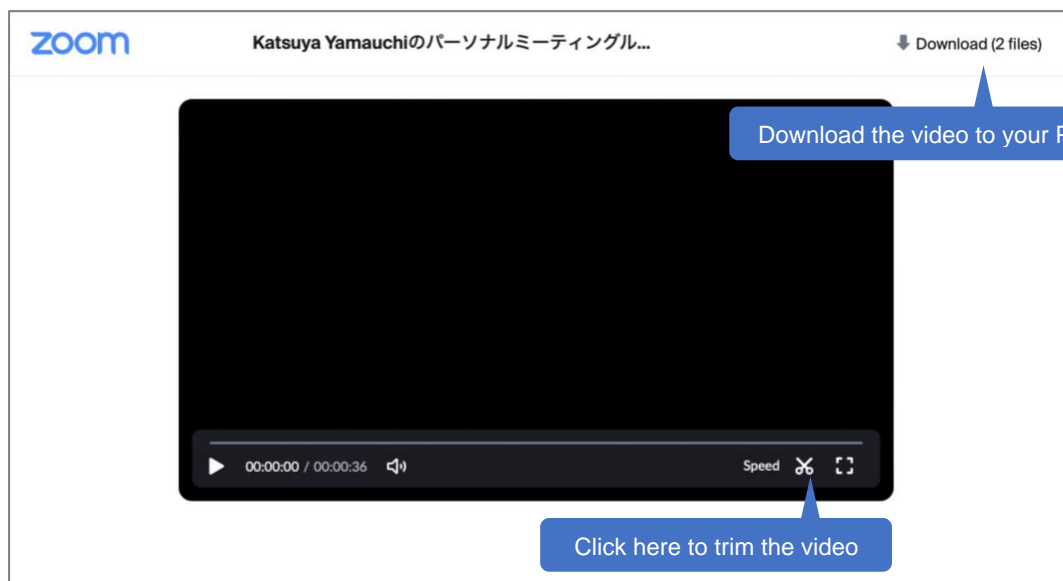 zoom
Katsuya Yamauchiのパーソナルミーティングル...
Download (2 files)
Download the video to your
00:00:00 / 00:00:36
Speed
Click here to trim the video